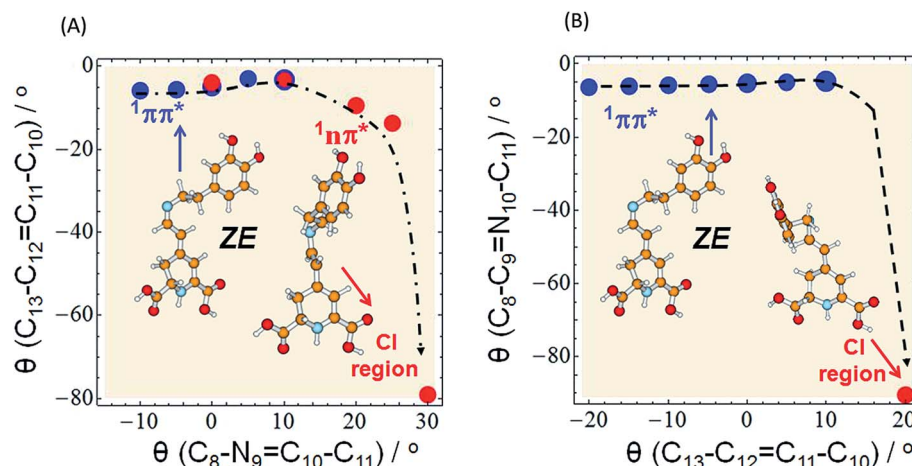 (A)
0
−20
−40
−60
−80
θ (C₁₃-C₁₂=C₁₁-C₁₀) / º
¹ππ*
¹nπ*
ZE
CI
region
−10 0 10 20 30
θ (C₈-N₉=C₁₀-C₁₁) / º
(B)
0
−20
−40
−60
−80
θ (C₈-C₉=N₁₀-C₁₁) / º
¹ππ*
ZE
CI
region
−20 −10 0 10 20
θ (C₁₃-C₁₂=C₁₁-C₁₀) / º